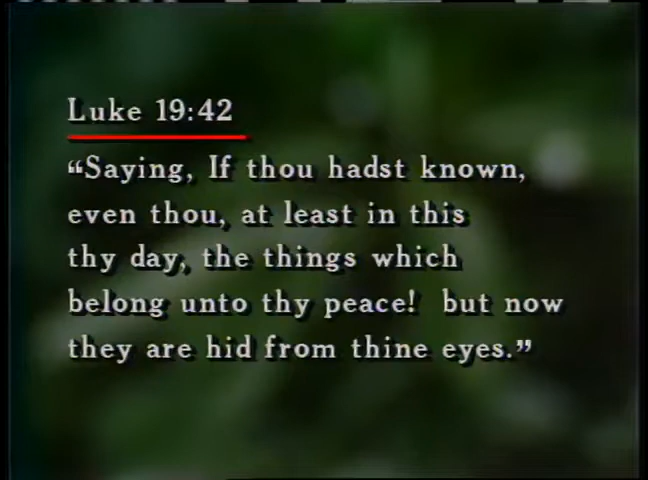 Luke 19:42
“Saying, If thou hadst known,
even thou, at least in this
thy day, the things which
belong unto thy peace! but now
they are hid from thine eyes.”